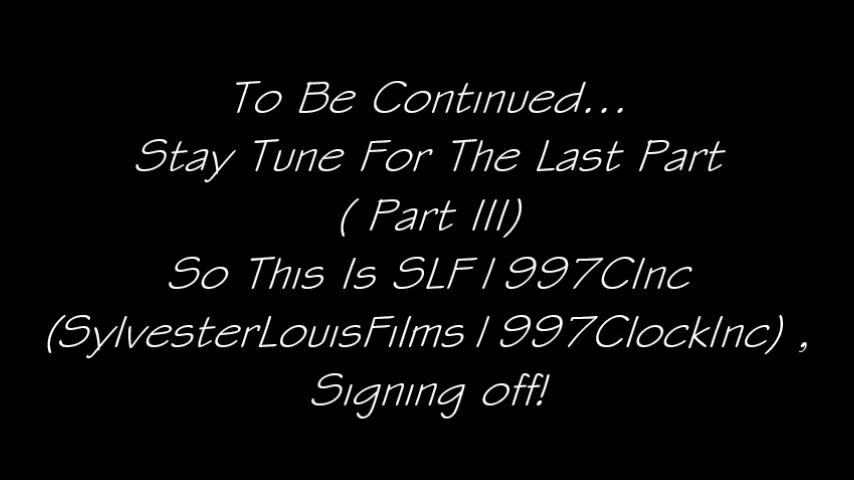 To Be Continued...
Stay Tune For The Last Part
( Part III)
So This Is SLF1997CInc
(SylvesterLouisFilms1997ClockInc) ,
Signing off!